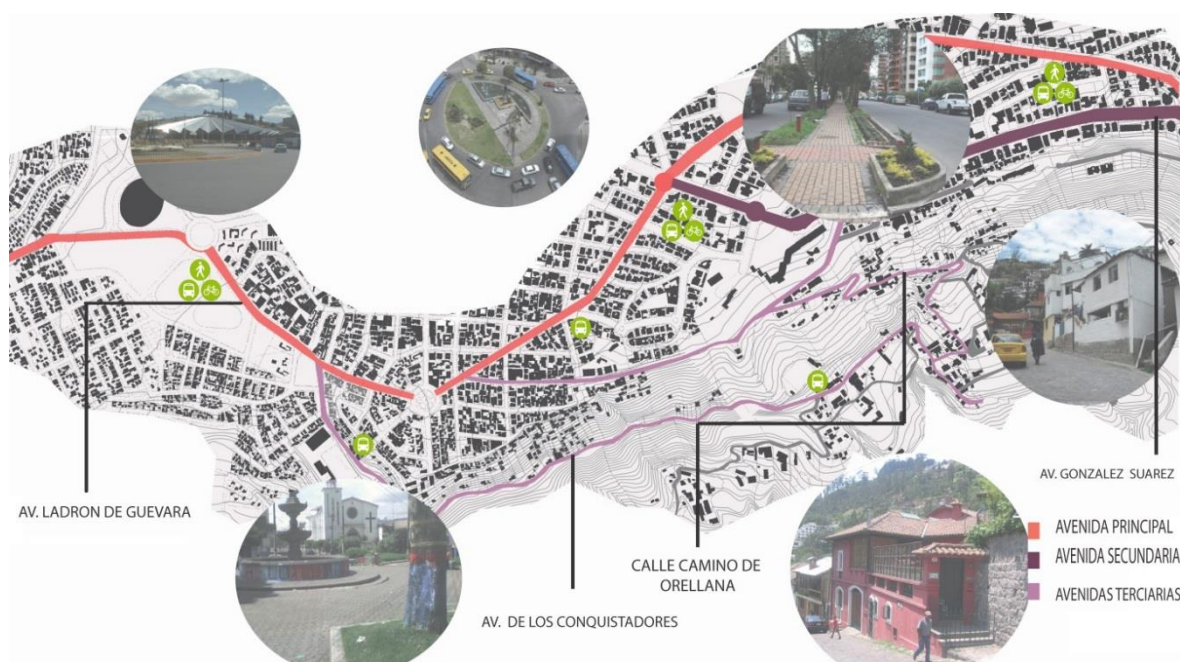 AV. GONZALEZ SUAREZ
AV. LADRON DE GUEVARA
AVENIDA PRINCIPAL
AVENIDA SECUNDARIA
CALLE CAMINO DE
ORELLANA
AVENIDAS TERCIARIAS
AV. DE LOS CONQUISTADORES